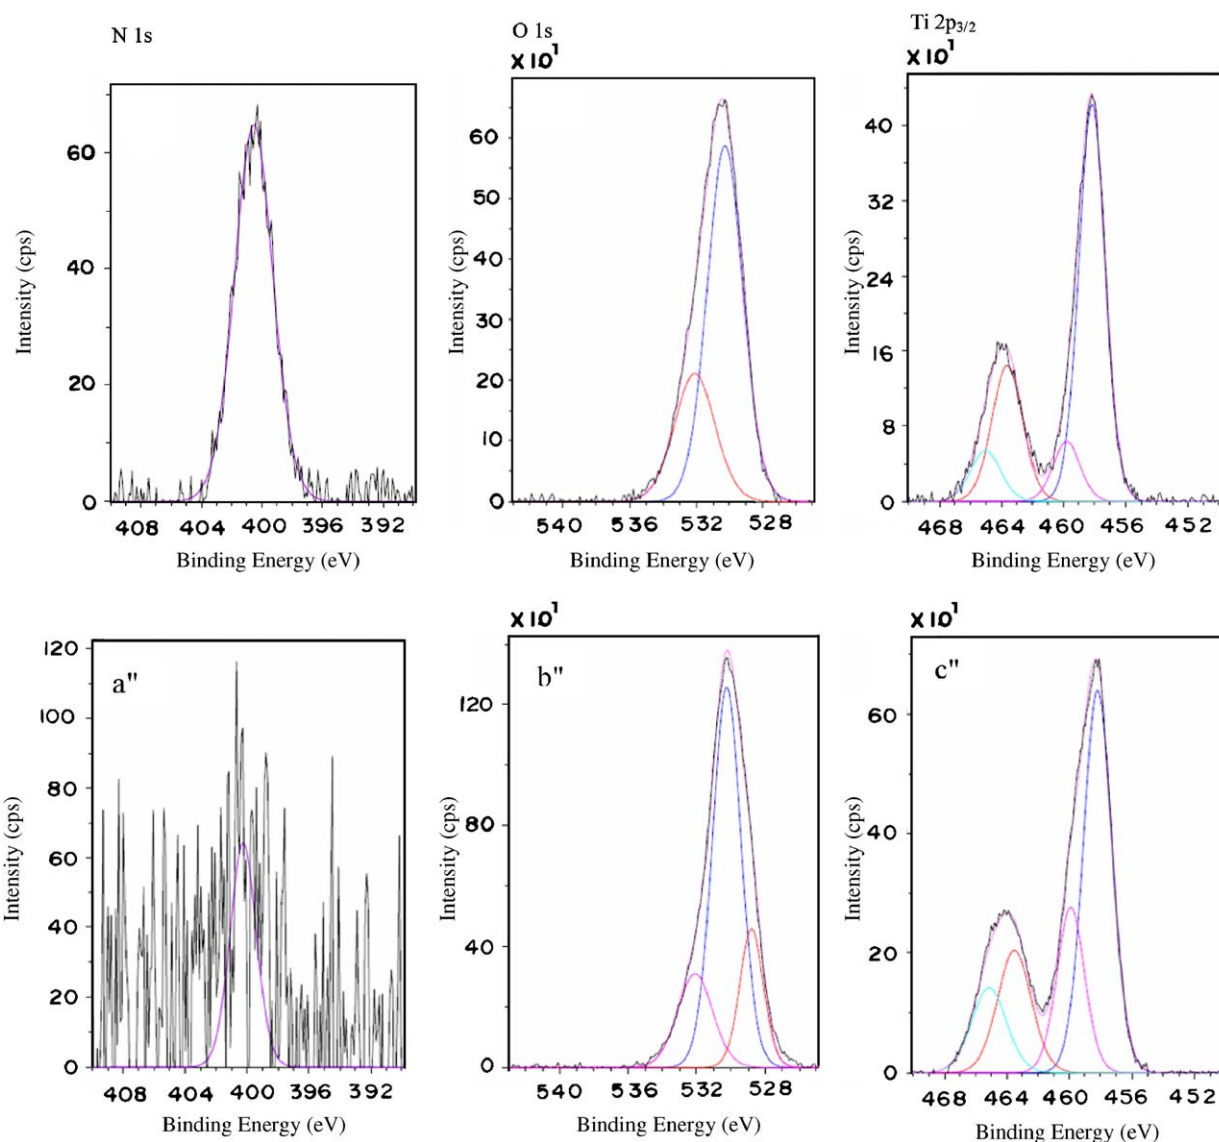 N 1s
O 1s
Ti 2p3/2
x10¹
x10¹
60
40
20
0
60
50
40
30
20
10
0
40
32
24
16
8
0
Intensity (cps)
Intensity (cps)
Intensity (cps)
408 404 400 396 392
540 536 532 528
468 464 460 456 452
Binding Energy (eV)
Binding Energy (eV)
Binding Energy (eV)
x10¹
x10¹
a"
b"
c"
120
100
80
60
40
20
0
120
80
40
0
60
40
20
0
Intensity (cps)
Intensity (cps)
Intensity (cps)
408 404 400 396 392
540 536 532 528
468 464 460 456 452
Binding Energy (eV)
Binding Energy (eV)
Binding Energy (eV)